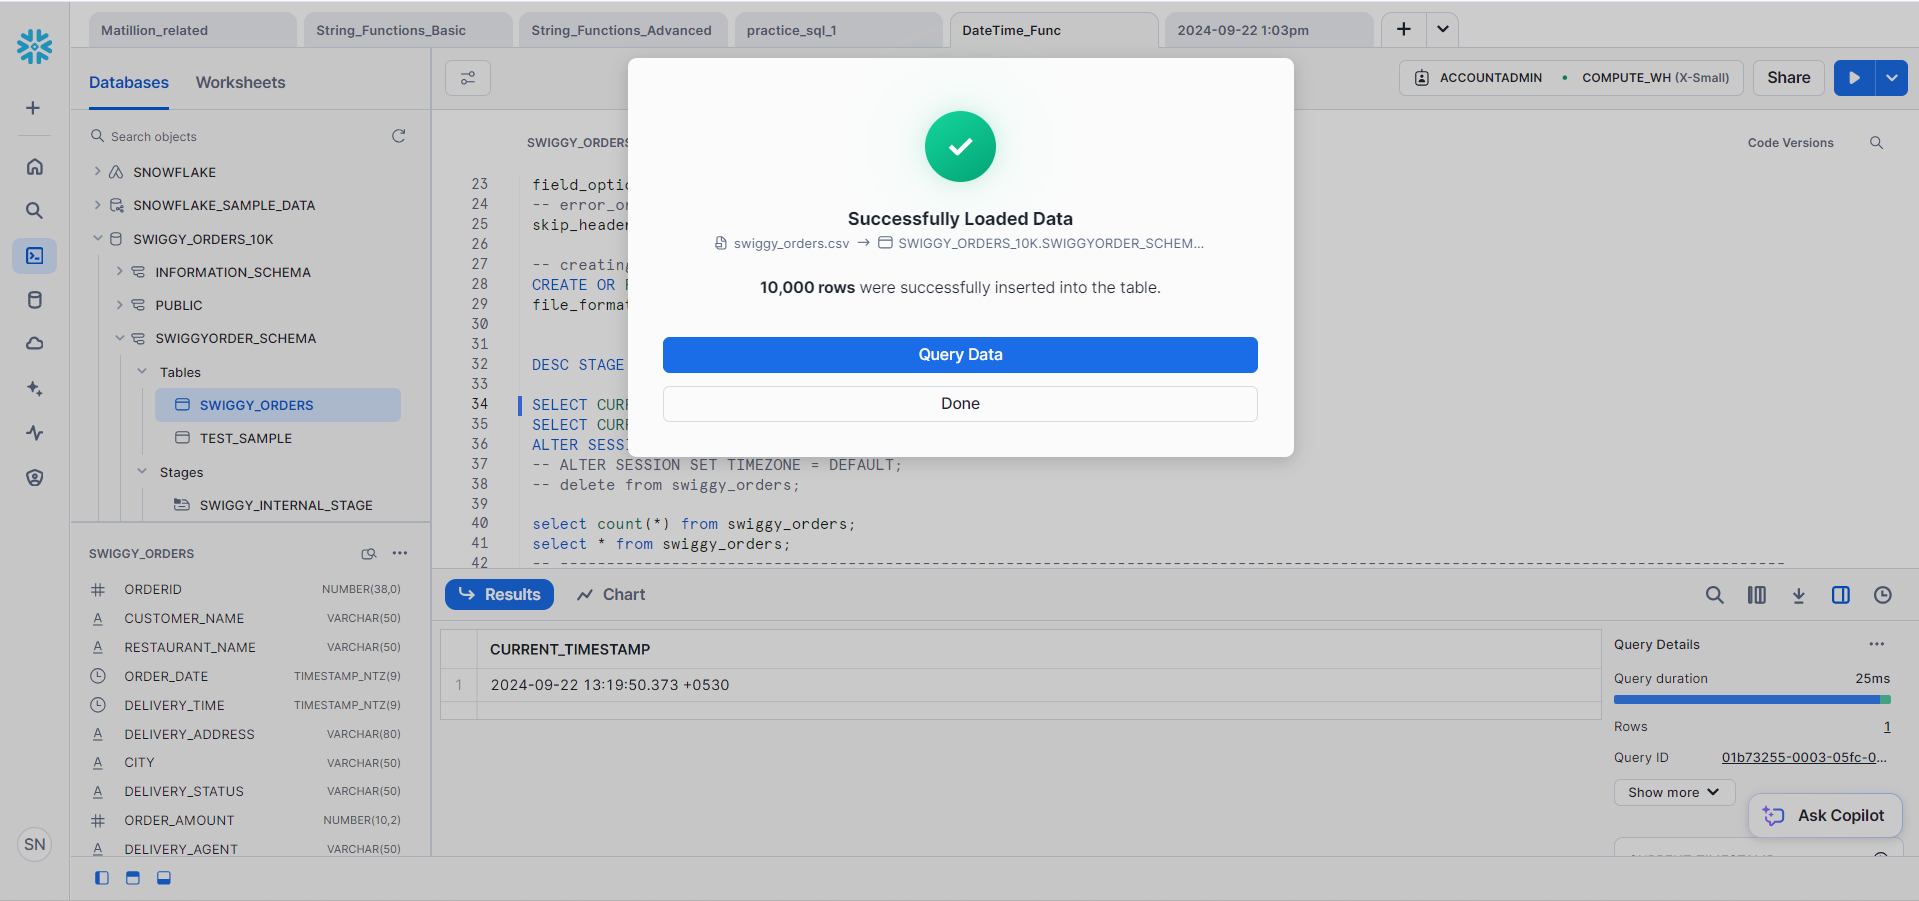 Matillion_related
String_Functions_Basic
String_Functions_Advanced
practice_sql_1
DateTime_Func
2024-09-22 1:03pm
Databases
Worksheets
ACCOUNTADMIN
COMPUTE_WH (X-Small)
Share
Search objects
SNOWFLAKE
SNOWFLAKE_SAMPLE_DATA
SWIGGY_ORDERS_10K
INFORMATION_SCHEMA
PUBLIC
SWIGGYORDER_SCHEMA
Tables
SWIGGY_ORDERS
TEST_SAMPLE
Stages
SWIGGY_INTERNAL_STAGE
SWIGGY_ORDERS
ORDERID NUMBER(38,0)
CUSTOMER_NAME VARCHAR(50)
RESTAURANT_NAME VARCHAR(50)
ORDER_DATE TIMESTAMP_NTZ(9)
DELIVERY_TIME TIMESTAMP_NTZ(9)
DELIVERY_ADDRESS VARCHAR(80)
CITY VARCHAR(50)
DELIVERY_STATUS VARCHAR(50)
ORDER_AMOUNT NUMBER(10,2)
DELIVERY_AGENT VARCHAR(50)
SN
SWIGGY_ORDERS
Code Versions
23 field_optio
24 -- error_o
25 skip_header
26
27 -- creating
28 CREATE OR
29 file_format
30
31
32 DESC STAGE
33
34 SELECT CUR
35 SELECT CUR
36 ALTER SESSI
37 -- ALTER SESSION SET TIMEZONE = DEFAULT;
38 -- delete from swiggy_orders;
39
40 select count(*) from swiggy_orders;
41 select * from swiggy_orders;
42 -- ------------------------------------------------------------
Successfully Loaded Data
swiggy_orders.csv → SWIGGY_ORDERS_10K.SWIGGYORDER_SCHEM...
10,000 rows were successfully inserted into the table.
Query Data
Done
Results
Chart
CURRENT_TIMESTAMP
1 2024-09-22 13:19:50.373 +0530
Query Details
Query duration 25ms
Rows 1
Query ID 01b73255-0003-05fc-0...
Show more
Ask Copilot